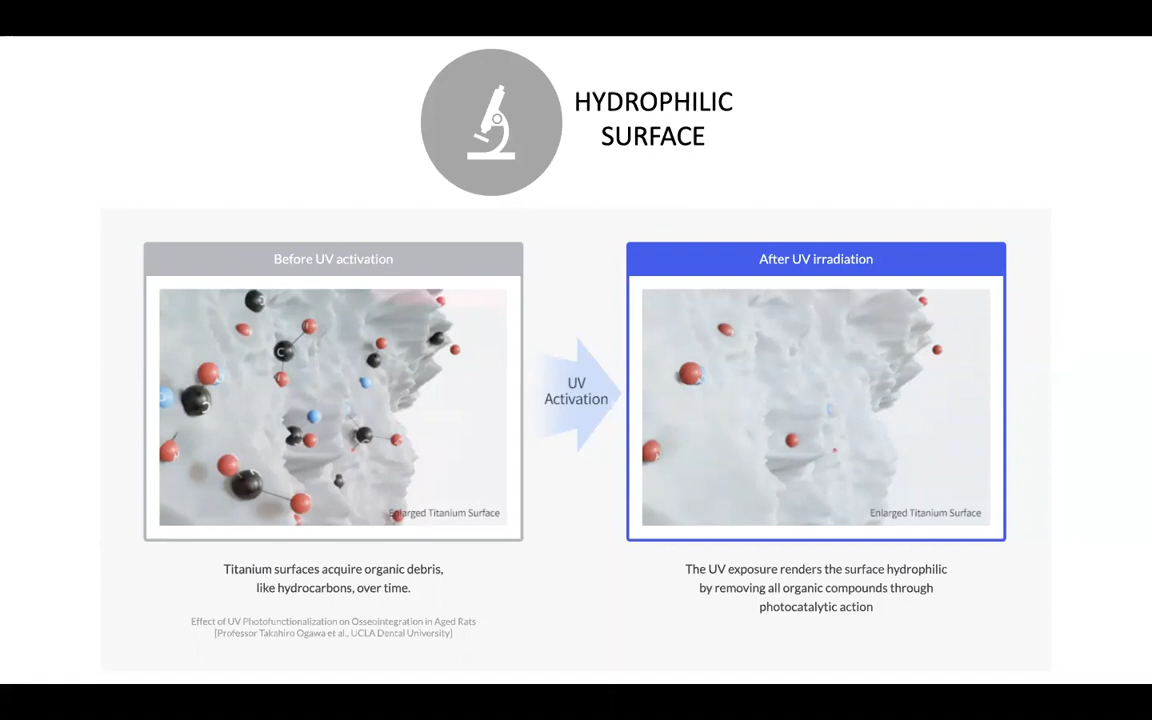 HYDROPHILIC
SURFACE
Before UV activation
After UV irradiation
C
UV
Activation
Enlarged Titanium Surface
Enlarged Titanium Surface
Titanium surfaces acquire organic debris,
like hydrocarbons, over time.
The UV exposure renders the surface hydrophilic
by removing all organic compounds through
photocatalytic action
Effect of UV Photofunctionalization on Osseointegration in Aged Rats
[Professor Takahiro Ogawa et al., UCLA Dental University]